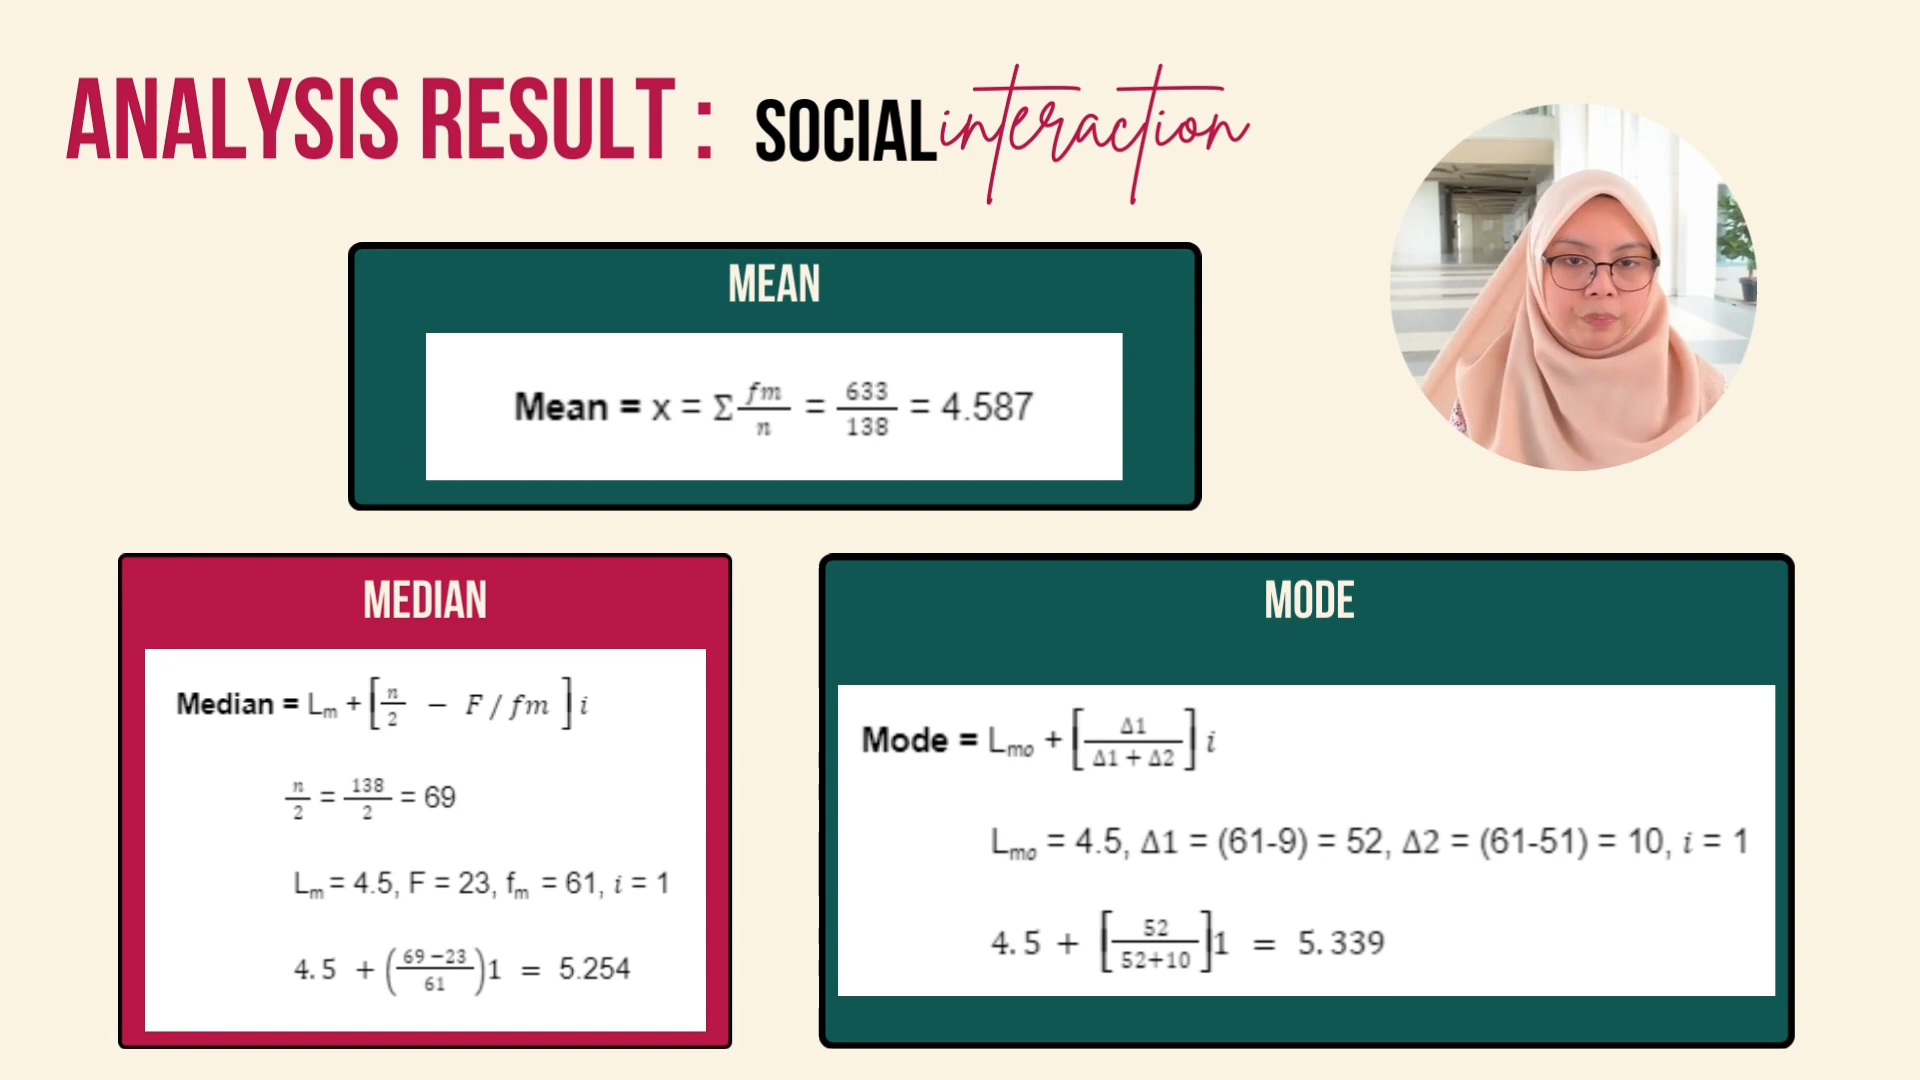 ANALYSIS RESULT : SOCIAL interaction
MEAN
Mean = x = Σ fm/n = 633/138 = 4.587
MEDIAN
Median = Lm + [n/2 − F / fm ] i
n/2 = 138/2 = 69
Lm = 4.5, F = 23, fm = 61, i = 1
4.5 + (69−23/61)1 = 5.254
MODE
Mode = Lmo + [Δ1/Δ1 + Δ2] i
Lmo = 4.5, Δ1 = (61-9) = 52, Δ2 = (61-51) = 10, i = 1
4.5 + [52/52+10]1 = 5.339